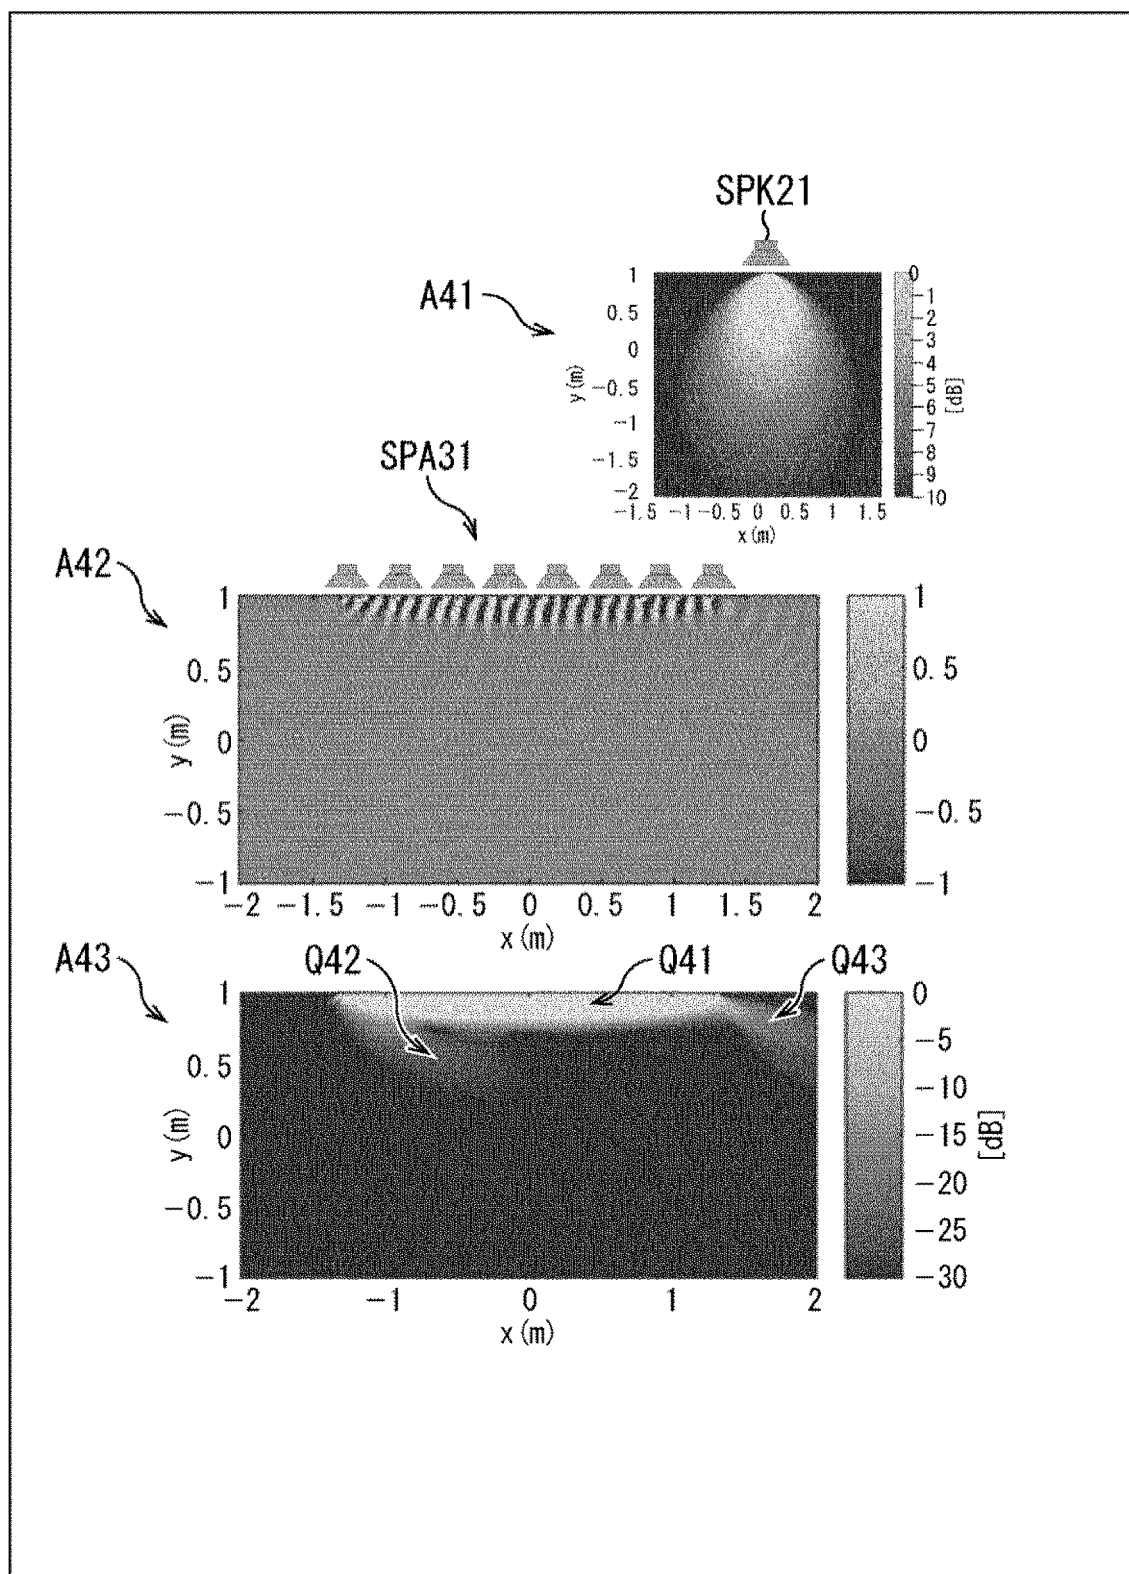 SPK21
A41
1
0.5
0
−0.5
−1
−1.5
−2
y(m)
−1.5 −1 −0.5 0 0.5 1 1.5
x(m)
0
−1
−2
−3
−4
−5
−6
−7
−8
−9
−10
[dB]
SPA31
A42
1
0.5
0
−0.5
−1
y(m)
−2 −1.5 −1 −0.5 0 0.5 1 1.5 2
x(m)
1
0.5
0
−0.5
−1
A43
Q42
Q41
Q43
1
0.5
0
−0.5
−1
y(m)
−2 −1 0 1 2
x(m)
0
−5
−10
−15
−20
−25
−30
[dB]